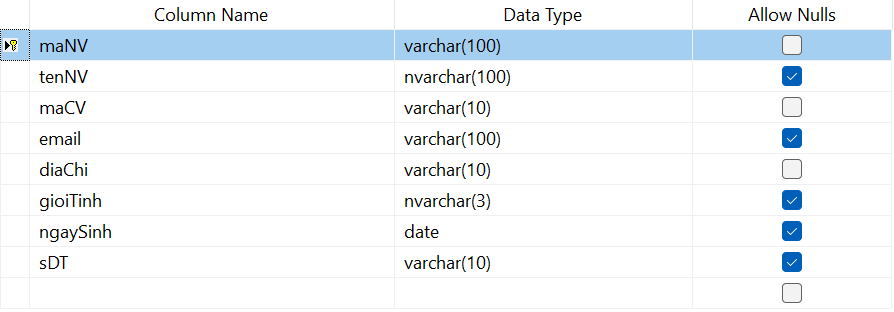 Column Name Data Type Allow Nulls
maNV varchar(100)
tenNV nvarchar(100)
maCV varchar(10)
email varchar(100)
diaChi varchar(10)
gioiTinh nvarchar(3)
ngaySinh date
sDT varchar(10)